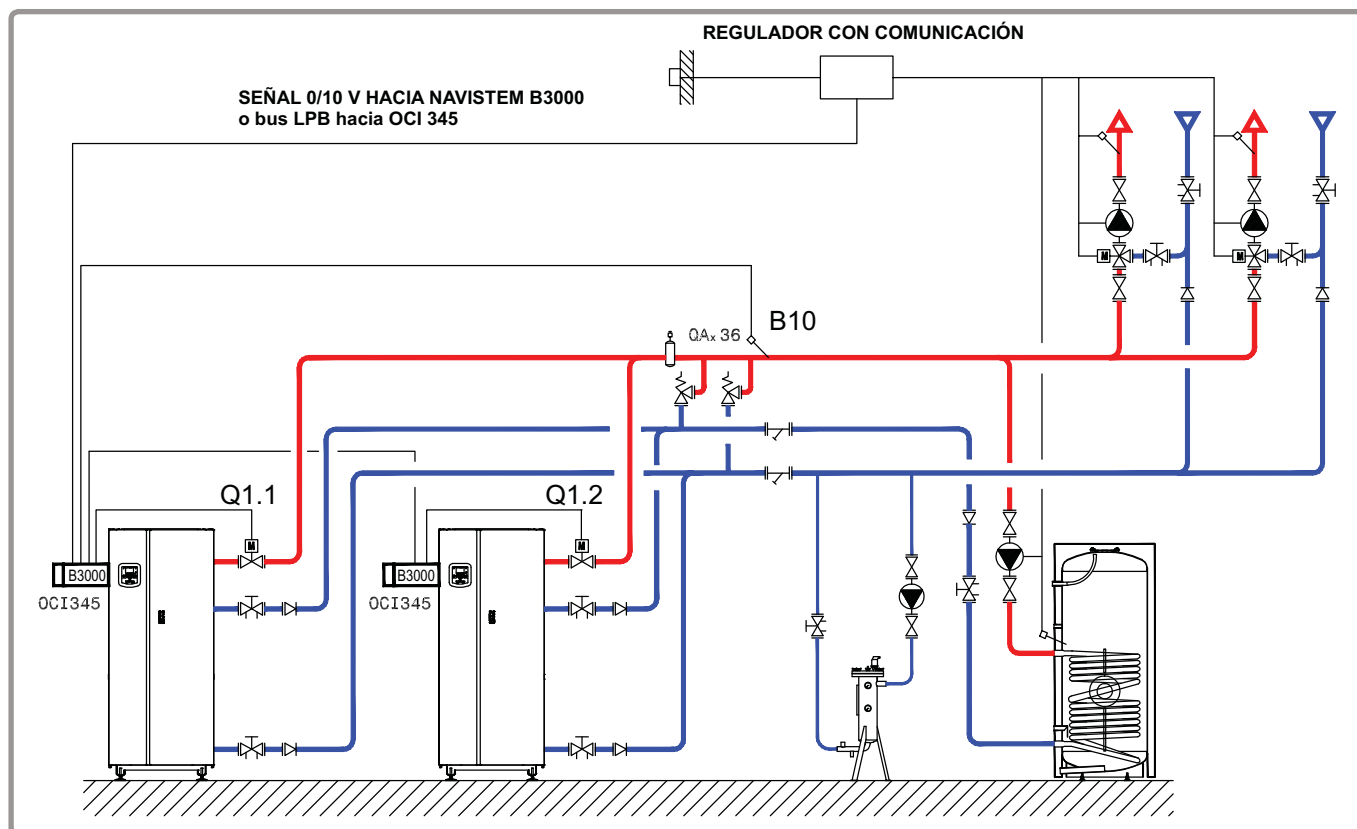 REGULADOR CON COMUNICACIÓN
SEÑAL 0/10 V HACIA NAVISTEM B3000
o bus LPB hacia OCI 345
M
M
QAx 36
B10
Q1.1
Q1.2
M
M
B3000
OCI345
B3000
OCI345